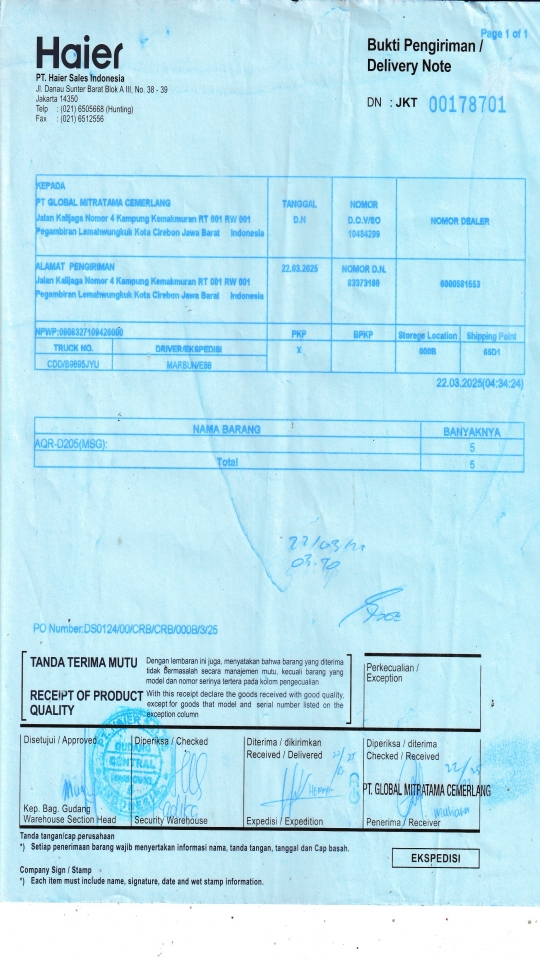 Page 1 of 1
Haier
Bukti Pengiriman /
Delivery Note
PT. Haier Sales Indonesia
Jl. Danau Sunter Barat Blok A III, No. 38 - 39
Jakarta 14350
Telp : (021) 6505668 (Hunting)
Fax : (021) 6512556
DN : JKT 00178701
KEPADA
PT GLOBAL MITRATAMA CEMERLANG
Jalan Kalijaga Nomor 4 Kampung Kemakmuran RT 001 RW 001
Pegambiran Lemahwungkuk Kota Cirebon Jawa Barat Indonesia
TANGGAL
D.N
NOMOR
D.O.V/SO
10484299
NOMOR DEALER
ALAMAT PENGIRIMAN
Jalan Kalijaga Nomor 4 Kampung Kemakmuran RT 001 RW 001
Pegambiran Lemahwungkuk Kota Cirebon Jawa Barat Indonesia
22.03.2025
NOMOR D.N.
83373189
6000581553
PKP BPKP Storege Location Shipping Point
TRUCK NO. DRIVER/EKSPEDISI X 000B 65D1
CDD/B9895JYU MARBUN/E66
22.03.2025(04:34:24)
NAMA BARANG BANYAKNYA
AQR-D205(MSG): 5
Total 5
22/03/
PO Number:DS0124/00/CRB/CRB/000B/3/25
TANDA TERIMA MUTU
Dengan lembaran ini juga, menyatakan bahwa barang yang diterima
tidak bermasalah secara manajemen mutu, kecuali barang yang
model dan nomor serinya tertera pada kolom pengecualian
RECEIPT OF PRODUCT
QUALITY
With this receipt declare the goods received with good quality,
except for goods that model and serial number listed on the
exception column
Perkecualian /
Exception
Disetujui / Approved
Diperiksa / Checked
Diterima / dikirimkan
Received / Delivered
Diperiksa / diterima
Checked / Received
GUDANG
CENTRAL
PT. GLOBAL MITRATAMA CEMERLANG
Kep. Bag. Gudang
Warehouse Section Head
Security Warehouse
Expedisi / Expedition
Penerima / Receiver
Tanda tangan/cap perusahaan
*) Setiap penerimaan barang wajib menyertakan informasi nama, tanda tangan, tanggal dan Cap basah.
EKSPEDISI
Company Sign / Stamp
*) Each item must include name, signature, date and wet stamp information.